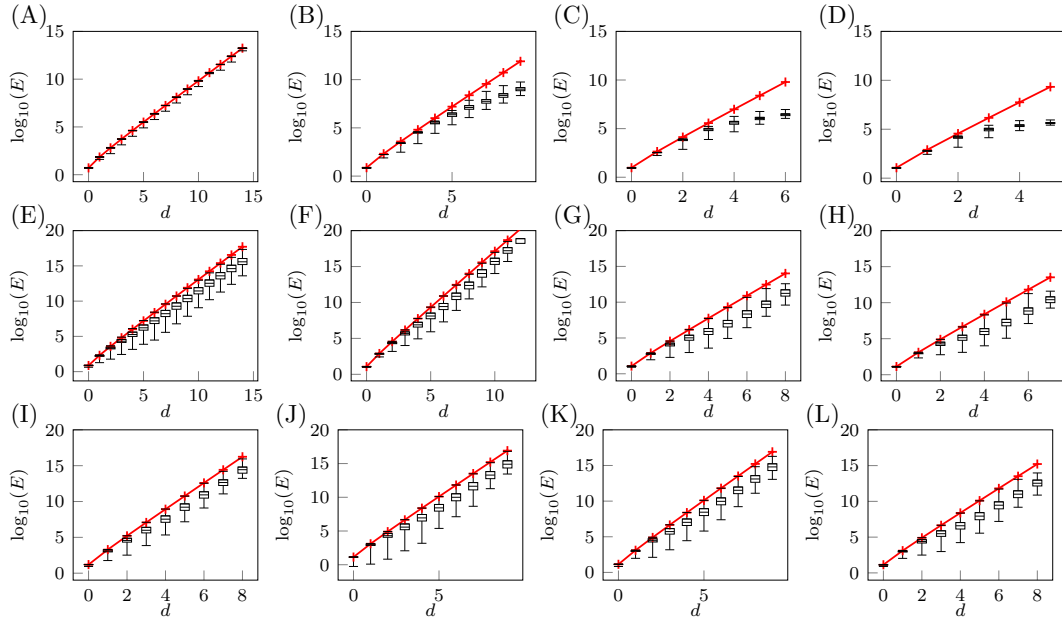 (A) (B) (C) (D)
15 15 15 15
10 10 10 10
5 5 5 5
0 0 0 0
log10(E) log10(E) log10(E) log10(E)
0 5 10 15 0 5 0 2 4 6 0 2 4
d d d d
(E) (F) (G) (H)
20 20 20 20
15 15 15 15
10 10 10 10
5 5 5 5
0 0 0 0
log10(E) log10(E) log10(E) log10(E)
0 5 10 15 0 5 10 0 2 4 6 8 0 2 4 6
d d d d
(I) (J) (K) (L)
20 20 20 20
15 15 15 15
10 10 10 10
5 5 5 5
0 0 0 0
log10(E) log10(E) log10(E) log10(E)
0 2 4 6 8 0 5 0 5 0 2 4 6 8
d d d d